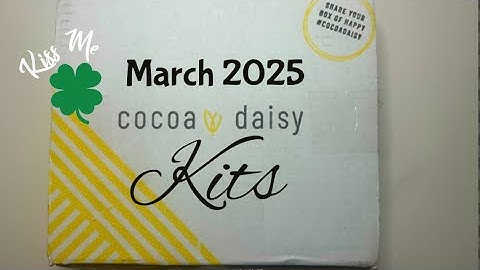 Kiss Me
SHARE YOUR
BOX OF HAPPY
#COCOADAISY
March 2025
cocoa daisy
Kits